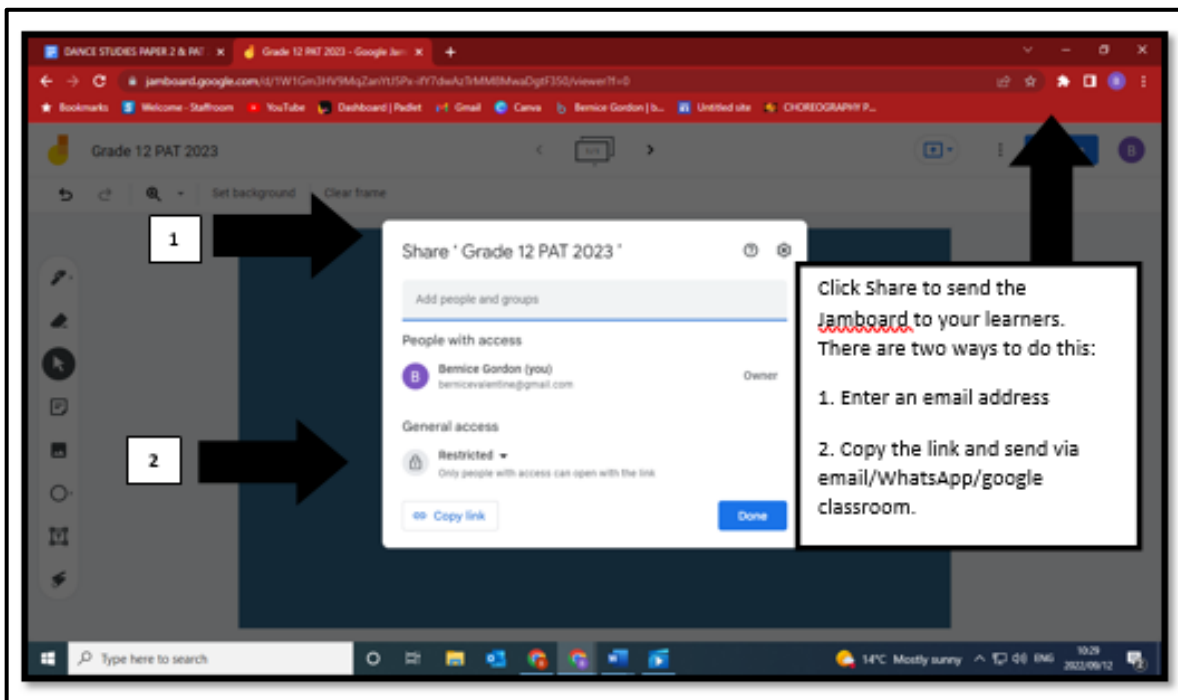 DANCE STUDIES PAPER 2 & PAT
Grade 12 PAT 2023 - Google Jam
Bookmarks Welcome - Staffroom YouTube Dashboard | Padlet Gmail Canva Bernice Gordon | b... Untitled site CHOREOGRAPHY P...
Grade 12 PAT 2023
B
Set background Clear frame
1
Share "Grade 12 PAT 2023"
Add people and groups
People with access
B
Bernice Gordon (you)
bernicevalentine@gmail.com
Owner
General access
2
Restricted
Only people with access can open with the link
Copy link
Done
Click Share to send the
Jamboard to your learners.
There are two ways to do this:
1. Enter an email address
2. Copy the link and send via
email/WhatsApp/google
classroom.
Type here to search
14°C Mostly sunny
ENG
10:29
2022/09/12